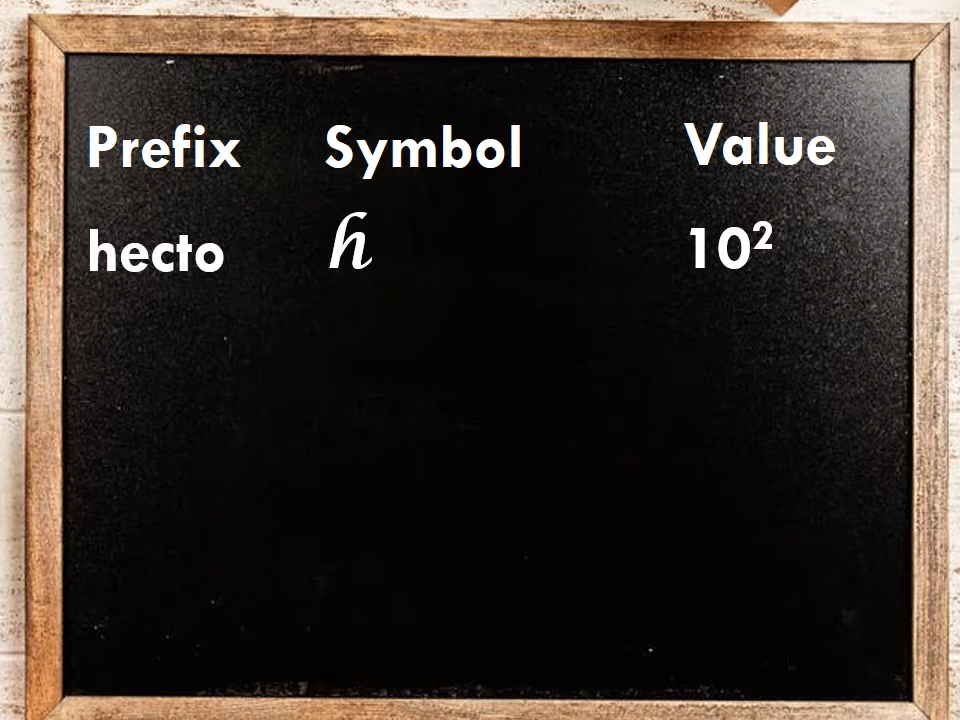 Prefix Symbol Value
hecto ℎ 10²